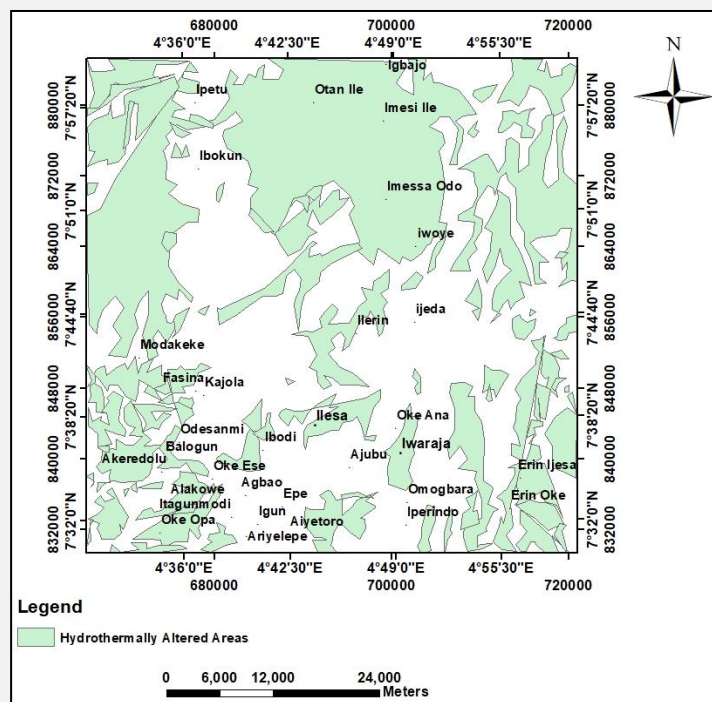 680000 700000 720000
4°36'0"E 4°42'30"E 4°49'0"E 4°55'30"E
N
880000
7°57'20"N
872000
7°51'0"N
864000
7°44'40"N
856000
848000
7°38'20"N
840000
7°32'0"N
832000
Igbajo
Ipetu Otan Ile
Imesi Ile
Ibokun
Imessa Odo
iwoye
ijeda
Ilerin
Modakeke
Fasina
Kajola
Ilesa Oke Ana
Odesanmi
Ibodi
Balogun Iwaraja
Ajubu
Akeredolu Oke Ese Erin Ijesa
Agbao
Alakowe Epe Omogbara
Erin Oke
Itagunmodi
Igun Iperindo
Oke Opa Aiyetoro
Ariyelepe
880000
7°57'20"N
872000
7°51'0"N
864000
7°44'40"N
856000
848000
7°38'20"N
840000
7°32'0"N
832000
4°36'0"E 4°42'30"E 4°49'0"E 4°55'30"E
680000 700000 720000
Legend
Hydrothermally Altered Areas
0 6,000 12,000 24,000
Meters